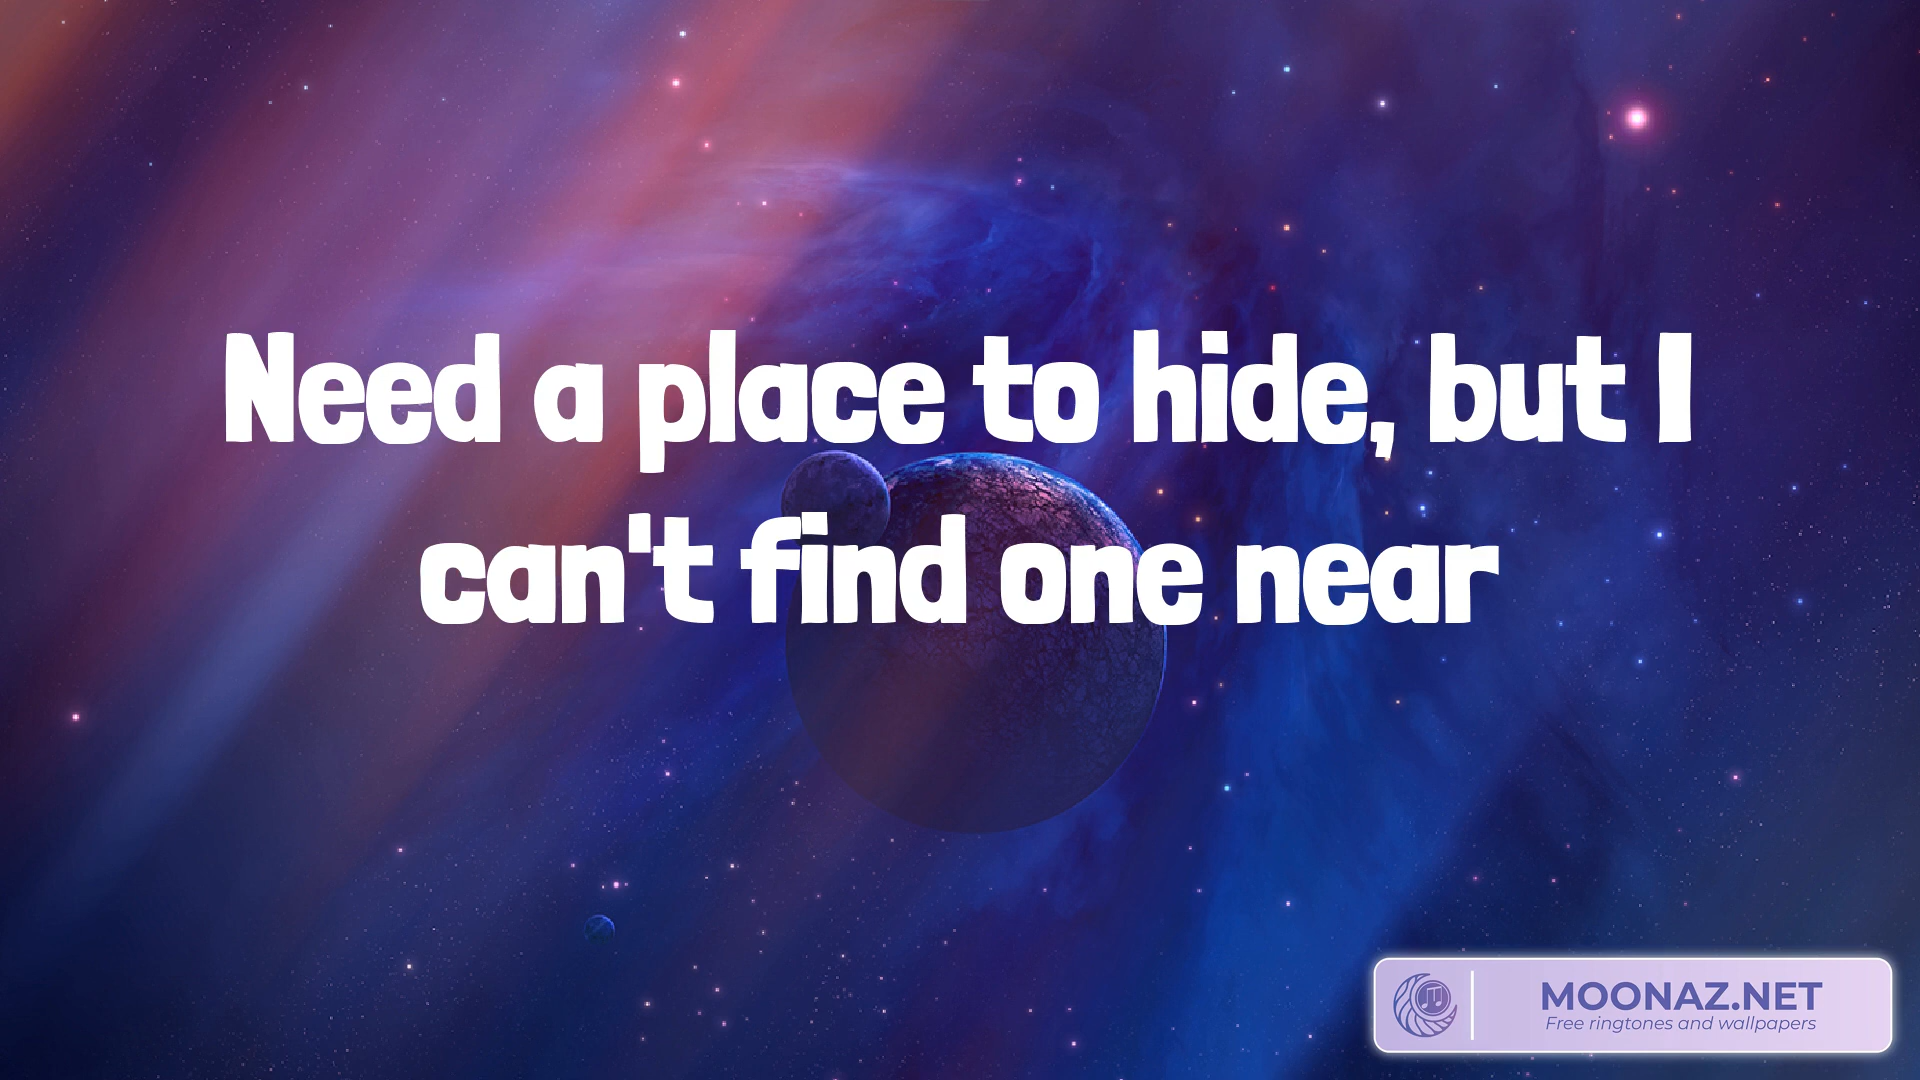 Need a place to hide, but I
can't find one near
MOONAZ.NET
Free ringtones and wallpapers